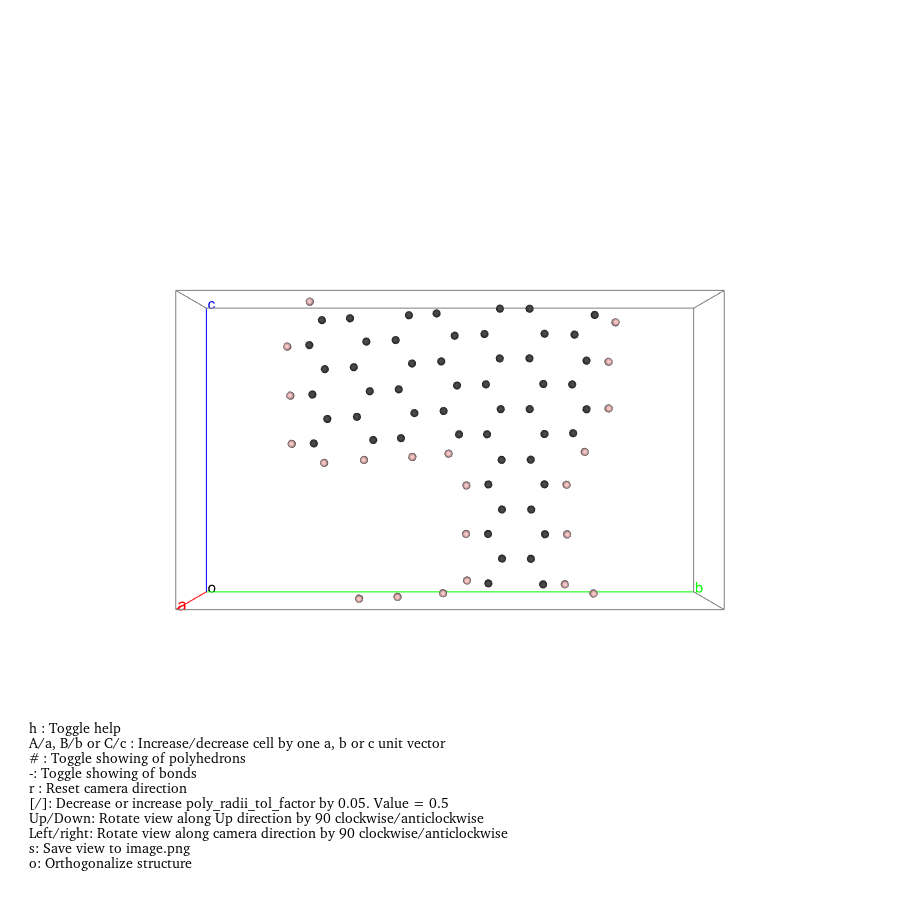 c
o
b
a
h : Toggle help
A/a, B/b or C/c : Increase/decrease cell by one a, b or c unit vector
# : Toggle showing of polyhedrons
-: Toggle showing of bonds
r : Reset camera direction
[/]: Decrease or increase poly_radii_tol_factor by 0.05. Value = 0.5
Up/Down: Rotate view along Up direction by 90 clockwise/anticlockwise
Left/right: Rotate view along camera direction by 90 clockwise/anticlockwise
s: Save view to image.png
o: Orthogonalize structure